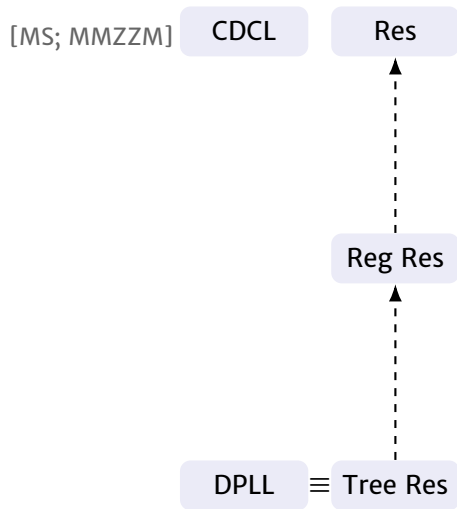 [MS; MMZZM] CDCL Res
Reg Res
DPLL ≡ Tree Res